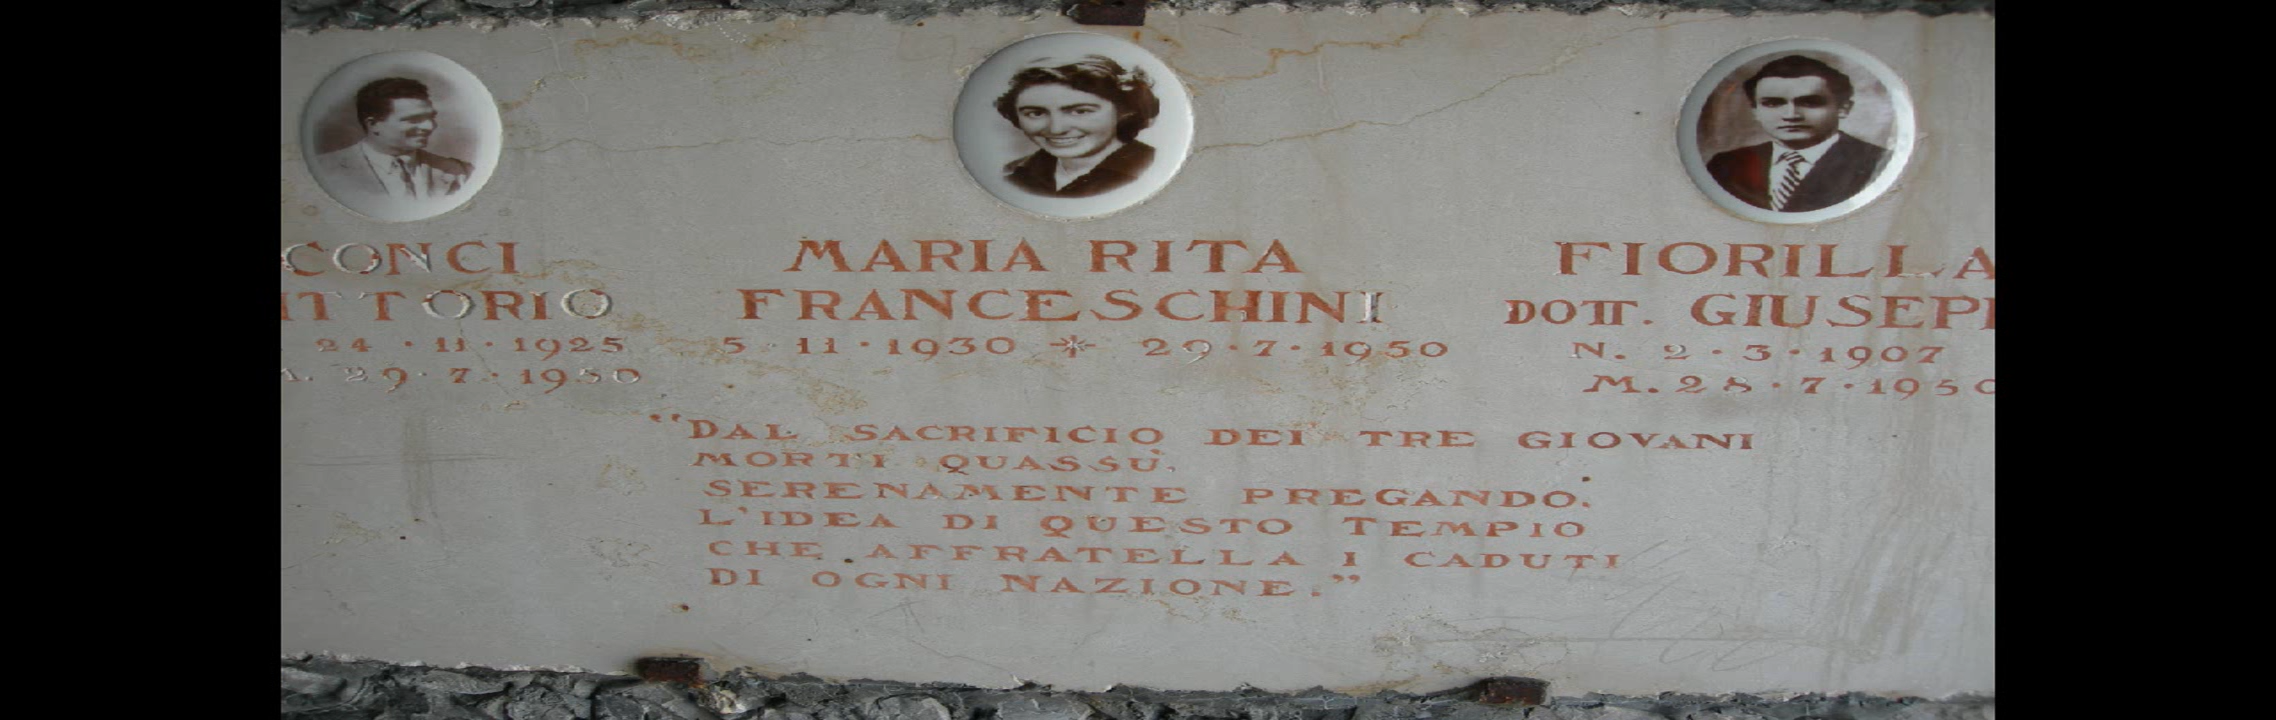 CONCI
ITTORIO
24 · 11 · 1925
29 · 7 · 1950
MARIA RITA
FRANCESCHINI
5 · 11 · 1930 * 29 · 7 · 1950
FIORILLA
DOTT. GIUSEPP
N. 2 · 3 · 1907
M. 28 · 7 · 1950
“DAL SACRIFICIO DEI TRE GIOVANI
MORTI QUASSÙ,
SERENAMENTE PREGANDO,
L'IDEA DI QUESTO TEMPIO
CHE AFFRATELLA I CADUTI
DI OGNI NAZIONE.”